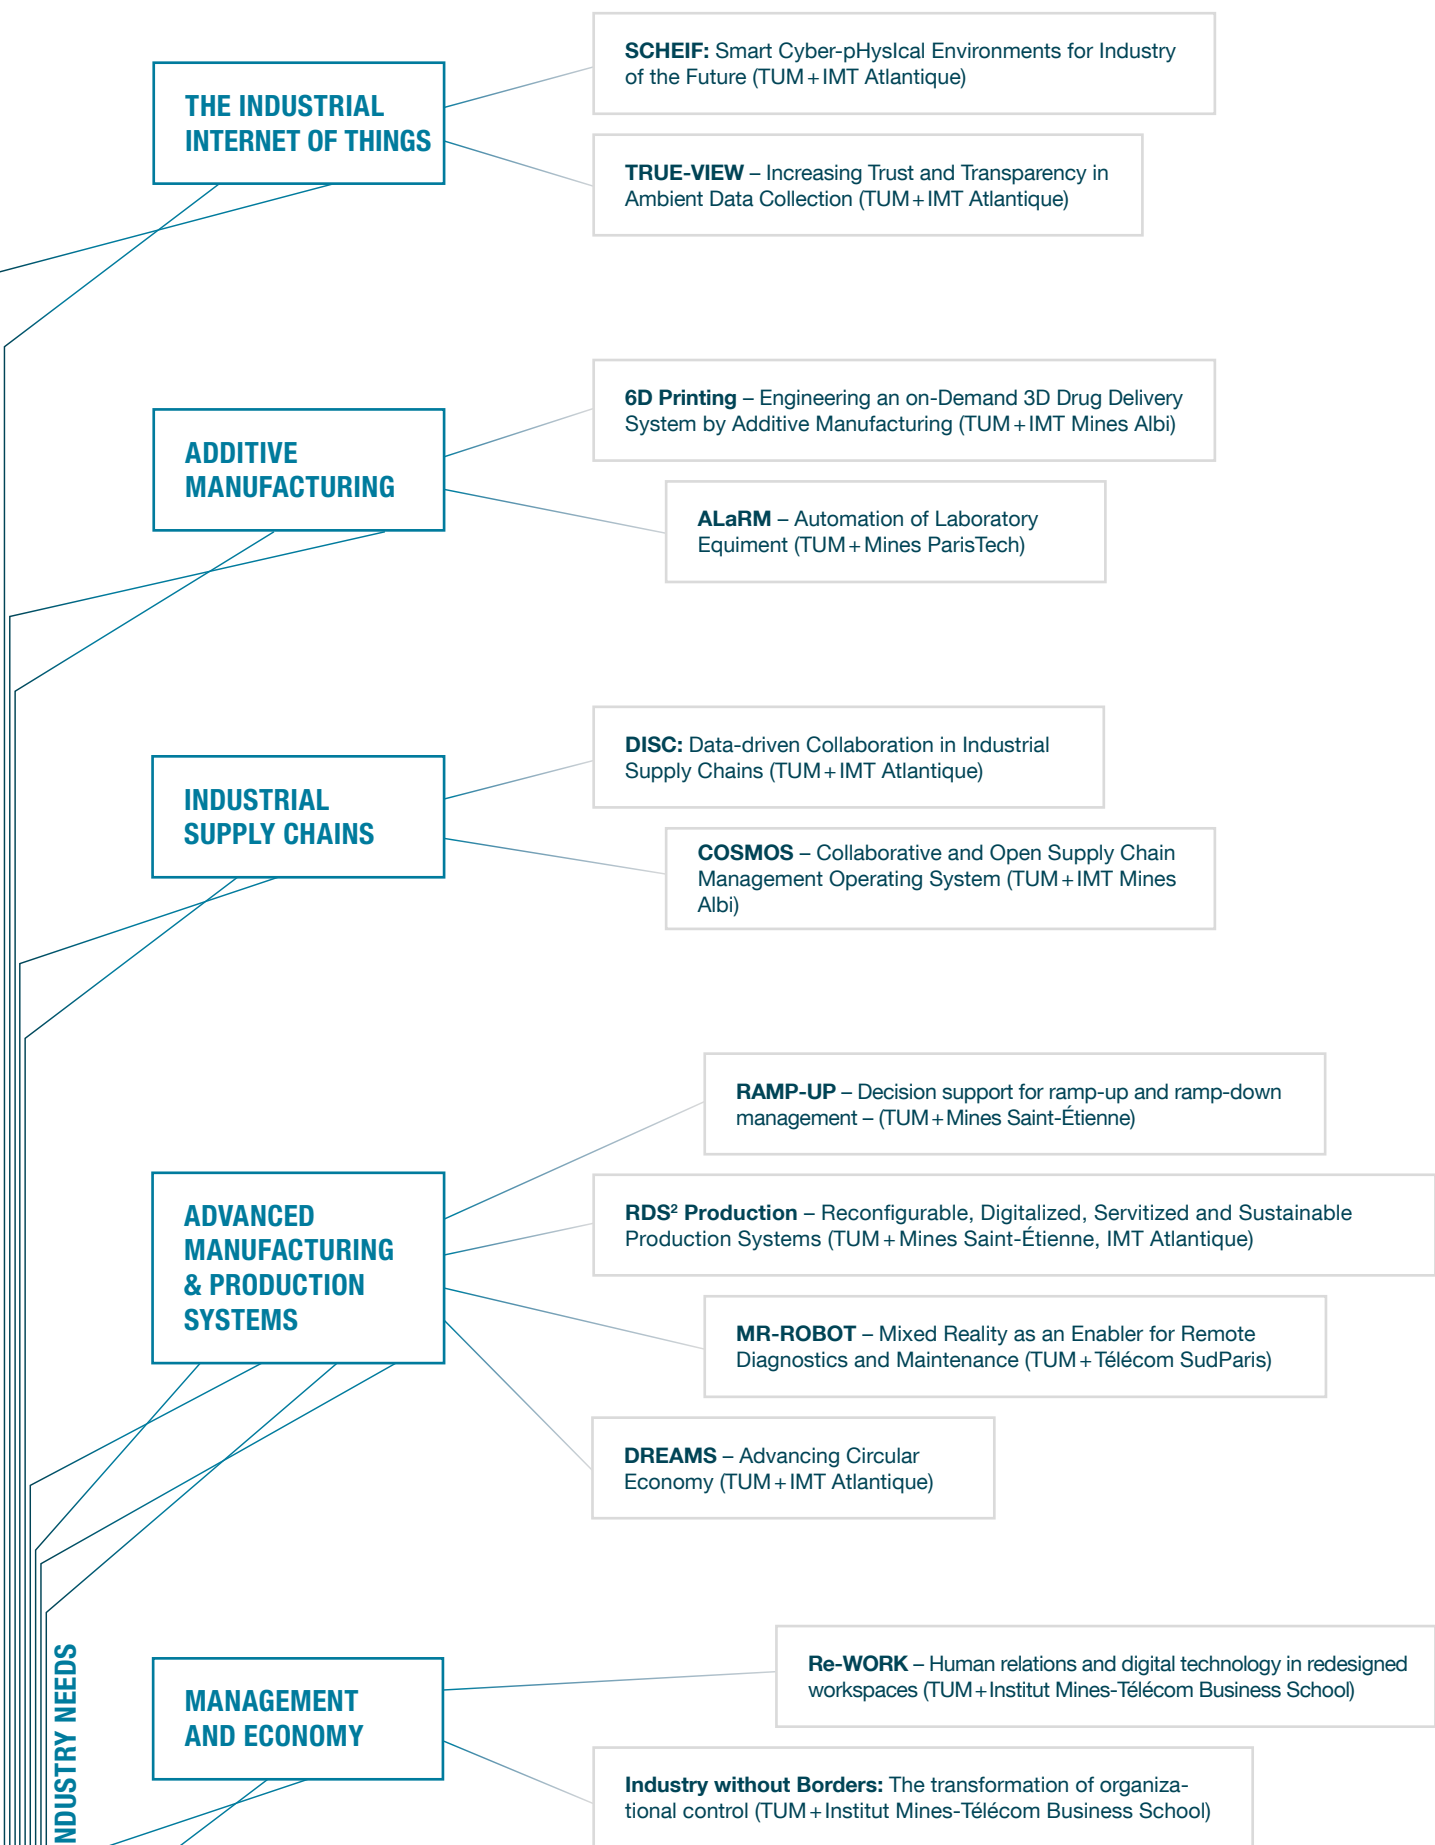 THE INDUSTRIAL
INTERNET OF THINGS
SCHEIF: Smart Cyber-pHysIcal Environments for Industry
of the Future (TUM+IMT Atlantique)
TRUE-VIEW – Increasing Trust and Transparency in
Ambient Data Collection (TUM+IMT Atlantique)
ADDITIVE
MANUFACTURING
6D Printing – Engineering an on-Demand 3D Drug Delivery
System by Additive Manufacturing (TUM+IMT Mines Albi)
ALaRM – Automation of Laboratory
Equiment (TUM+Mines ParisTech)
INDUSTRIAL
SUPPLY CHAINS
DISC: Data-driven Collaboration in Industrial
Supply Chains (TUM+IMT Atlantique)
COSMOS – Collaborative and Open Supply Chain
Management Operating System (TUM+IMT Mines
Albi)
ADVANCED
MANUFACTURING
& PRODUCTION
SYSTEMS
RAMP-UP – Decision support for ramp-up and ramp-down
management – (TUM+Mines Saint-Étienne)
RDS² Production – Reconfigurable, Digitalized, Servitized and Sustainable
Production Systems (TUM+Mines Saint-Étienne, IMT Atlantique)
MR-ROBOT – Mixed Reality as an Enabler for Remote
Diagnostics and Maintenance (TUM+Télécom SudParis)
DREAMS – Advancing Circular
Economy (TUM+IMT Atlantique)
MANAGEMENT
AND ECONOMY
Re-WORK – Human relations and digital technology in redesigned
workspaces (TUM+Institut Mines-Télécom Business School)
Industry without Borders: The transformation of organiza-
tional control (TUM+Institut Mines-Télécom Business School)
NDUSTRY NEEDS